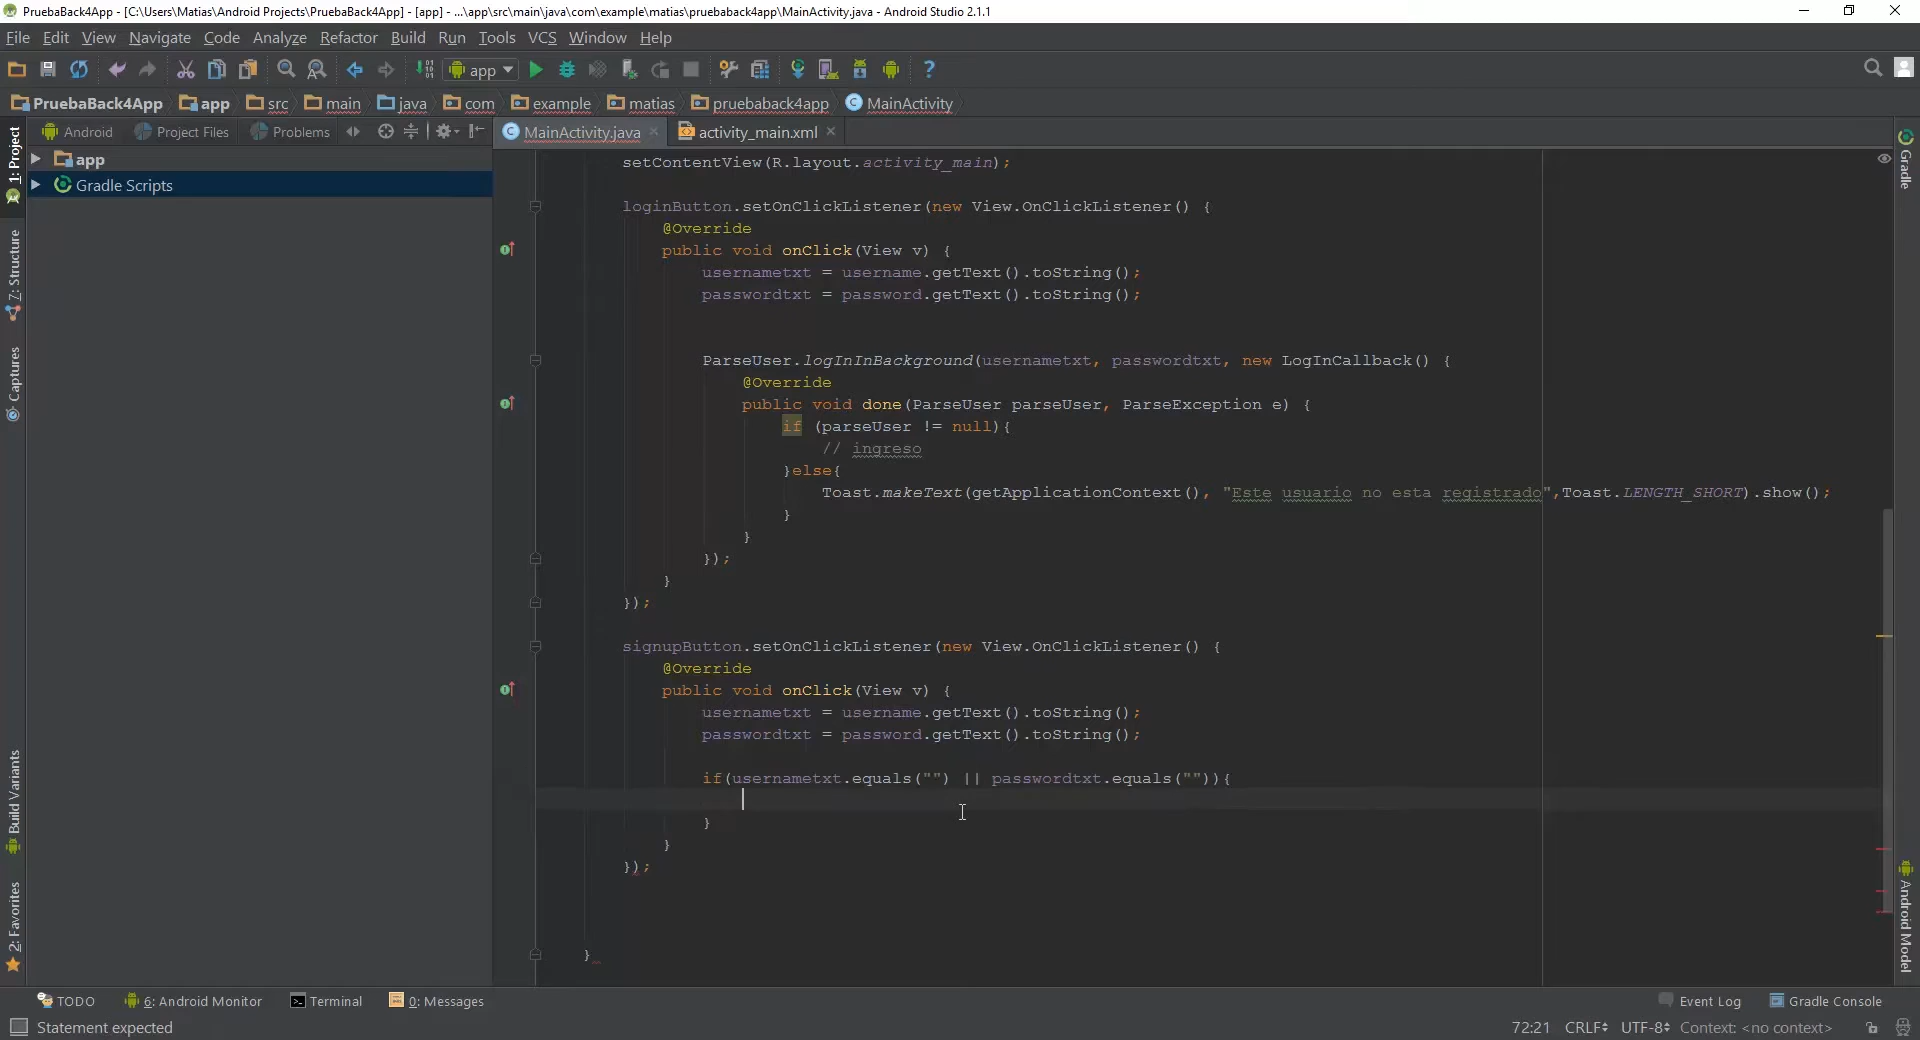 PruebaBack4App - [C:\Users\Matias\Android Projects\PruebaBack4App] - [app] - ...\app\src\main\java\com\example\matias\pruebaback4app\MainActivity.java - Android Studio 2.1.1
File Edit View Navigate Code Analyze Refactor Build Run Tools VCS Window Help
app
PruebaBack4App app src main java com example matias pruebaback4app MainActivity
Android Project Files Problems
MainActivity.java activity_main.xml
1: Project
7: Structure
Captures
Build Variants
2: Favorites
app
Gradle Scripts
setContentView(R.layout.activity_main);
loginButton.setOnClickListener(new View.OnClickListener() {
@Override
public void onClick(View v) {
usernametxt = username.getText().toString();
passwordtxt = password.getText().toString();
ParseUser.logInInBackground(usernametxt, passwordtxt, new LogInCallback() {
@Override
public void done(ParseUser parseUser, ParseException e) {
if (parseUser != null){
// ingreso
}else{
Toast.makeText(getApplicationContext(), "Este usuario no esta registrado",Toast.LENGTH_SHORT).show();
}
}
});
}
});
signupButton.setOnClickListener(new View.OnClickListener() {
@Override
public void onClick(View v) {
usernametxt = username.getText().toString();
passwordtxt = password.getText().toString();
if(usernametxt.equals("") || passwordtxt.equals("")){
}
}
});
}
Gradle
Android Model
TODO 6: Android Monitor Terminal 0: Messages Event Log Gradle Console
Statement expected 72:21 CRLF UTF-8 Context: <no context>